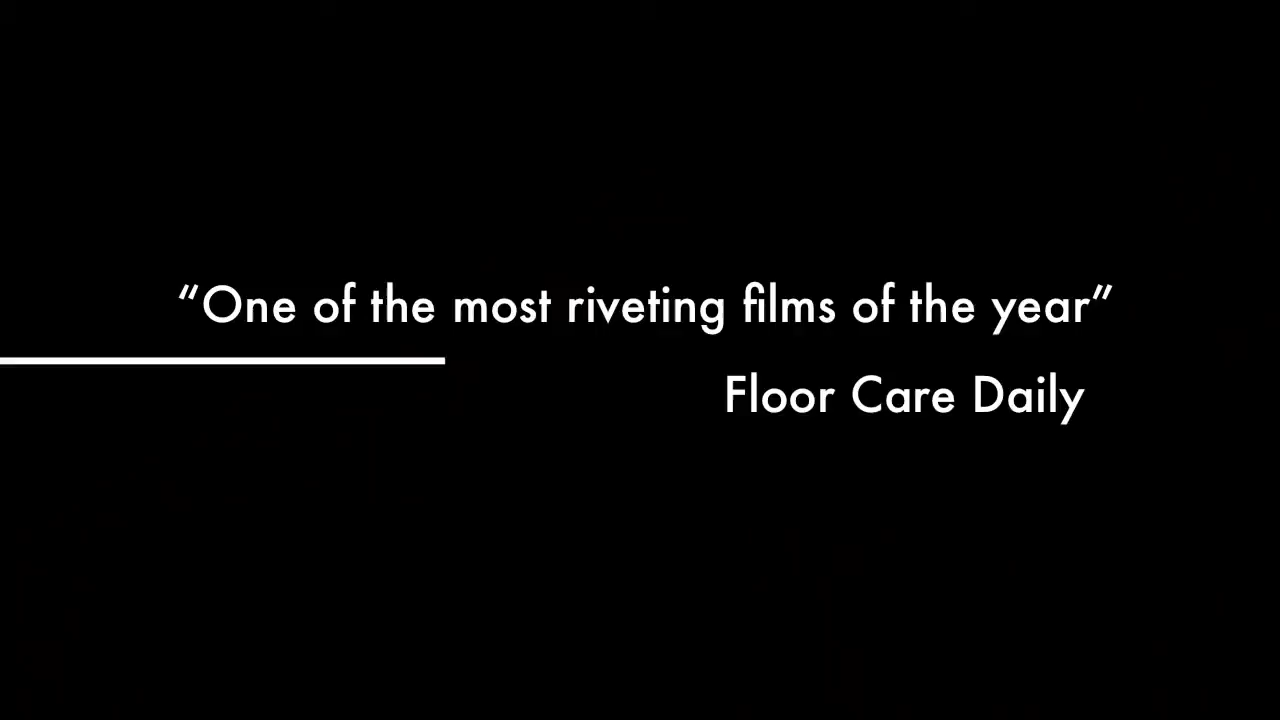 “One of the most riveting films of the year”
Floor Care Daily